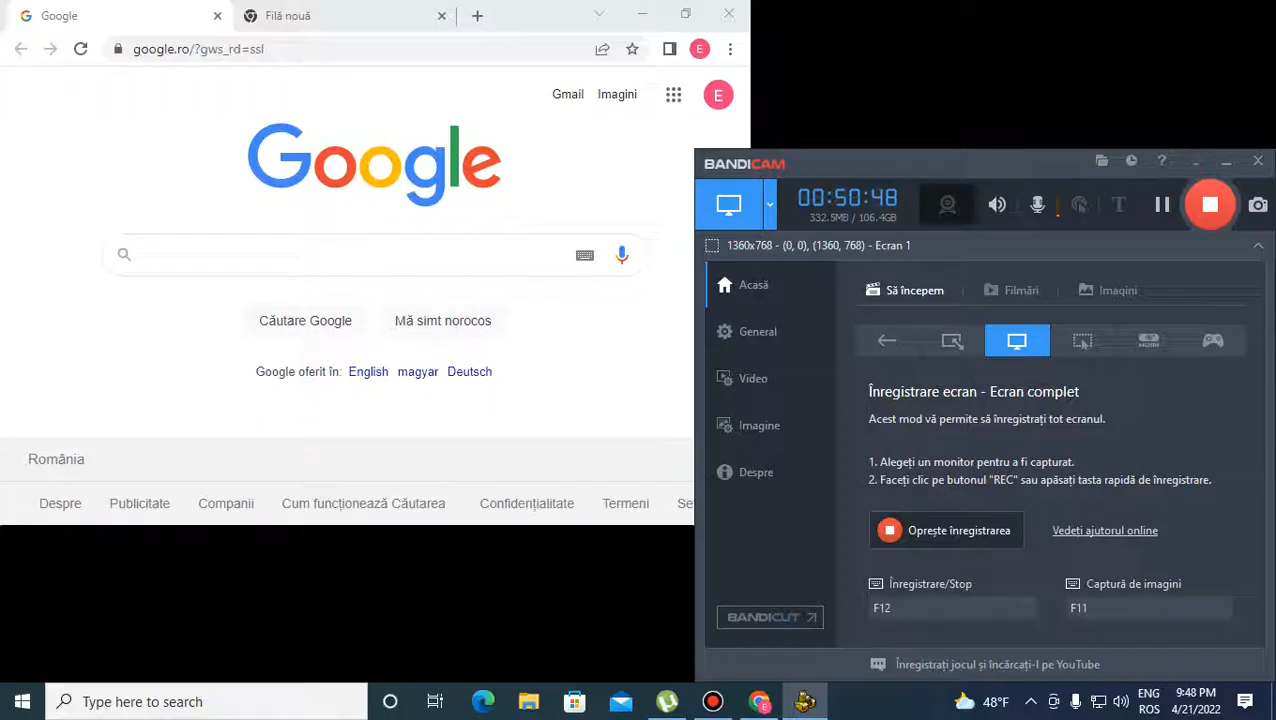 Google
Filă nouă
google.ro/?gws_rd=ssl
E
Gmail
Imagini
E
Google
Căutare Google
Mă simt norocos
Google oferit în: English magyar Deutsch
România
Despre
Publicitate
Companii
Cum funcționează Căutarea
Confidențialitate
Termeni
Se
BANDICAM
00:50:48
332.5MB / 106.4GB
1360x768 - (0, 0), (1360, 768) - Ecran 1
Acasă
General
Video
Imagine
Despre
BANDICUT
Să începem
Filmări
Imagini
HDMI
Înregistrare ecran - Ecran complet
Acest mod vă permite să înregistrați tot ecranul.
1. Alegeți un monitor pentru a fi capturat.
2. Faceți clic pe butonul "REC" sau apăsați tasta rapidă de înregistrare.
Oprește înregistrarea
Vedeti ajutorul online
Înregistrare/Stop
Captură de imagini
F12
F11
Înregistrați jocul și încărcați-l pe YouTube
Type here to search
48°F
ENG
ROS
9:48 PM
4/21/2022